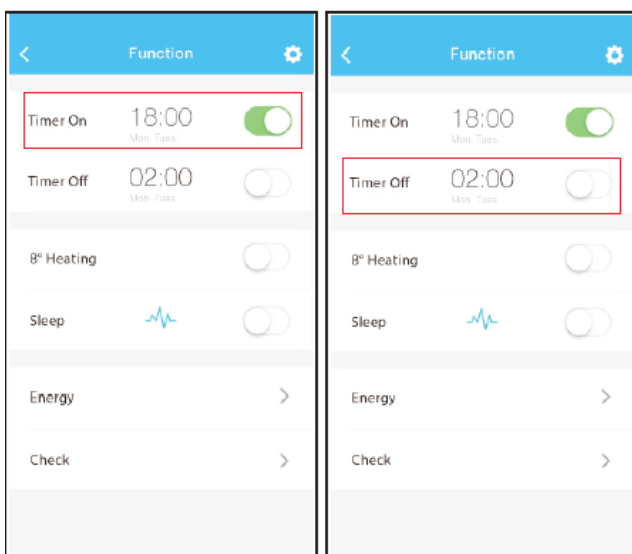 Function
Timer On 18:00
Mon. Tues.
Timer Off 02:00
Mon. Tues.
8° Heating
Sleep
Energy
Check
Function
Timer On 18:00
Mon. Tues.
Timer Off 02:00
Mon. Tues.
8° Heating
Sleep
Energy
Check